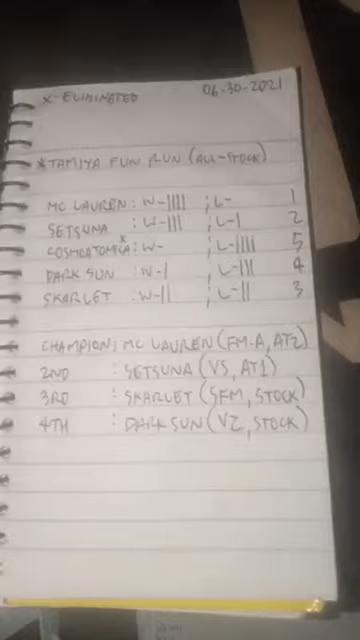 X-ELIMINATED 06-30-2021
*TAMIYA FUN RUN (ALL-STOCK)
MC LAUREN : W-|||| ; L- 1
SETSUNA : W-||| ; L-| 2
COSMOATOMICA* : W- ; L-|||| 5
DARK SUN : W-| ; L-||| 4
SKARLET : W-|| ; L-|| 3
CHAMPION: MC LAUREN (FM-A, AT2)
2ND : SETSUNA (VS, AT1)
3RD : SKARLET (SFM, STOCK)
4TH : DARK SUN (VZ, STOCK)